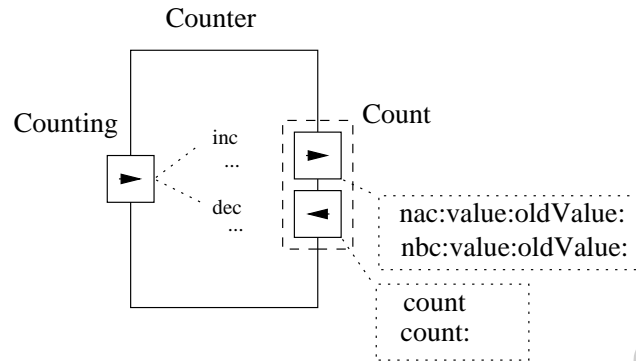 Counter
Counting
Count
inc
...
dec
...
nac:value:oldValue:
nbc:value:oldValue:
count
count: